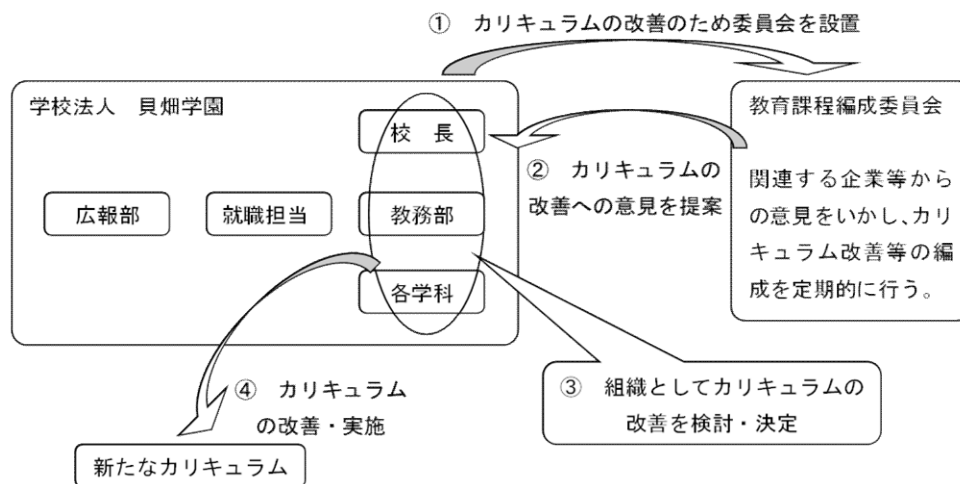 ① カリキュラムの改善のため委員会を設置
学校法人 貝畑学園
校 長
広報部
就職担当
教務部
各学科
教育課程編成委員会
関連する企業等から
の意見をいかし、カリ
キュラム改善等の編
成を定期的に行う。
② カリキュラムの
改善への意見を提案
③ 組織としてカリキュラムの
改善を検討・決定
④ カリキュラム
の改善・実施
新たなカリキュラム